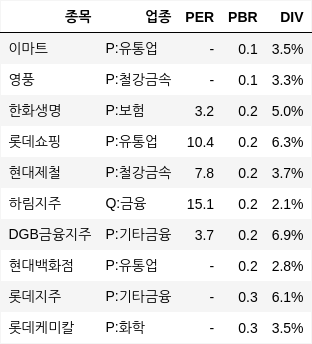 종목 업종 PER PBR DIV
이마트 P:유통업 - 0.1 3.5%
영풍 P:철강금속 - 0.1 3.3%
한화생명 P:보험 3.2 0.2 5.0%
롯데쇼핑 P:유통업 10.4 0.2 6.3%
현대제철 P:철강금속 7.8 0.2 3.7%
하림지주 Q:금융 15.1 0.2 2.1%
DGB금융지주 P:기타금융 3.7 0.2 6.9%
현대백화점 P:유통업 - 0.2 2.8%
롯데지주 P:기타금융 - 0.3 6.1%
롯데케미칼 P:화학 - 0.3 3.5%